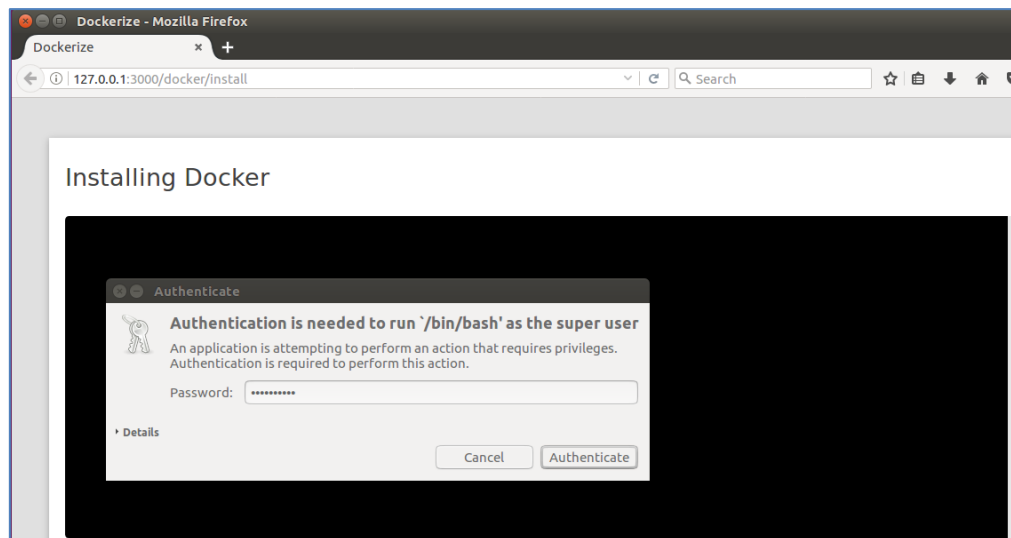 Dockerize - Mozilla Firefox
Dockerize
127.0.0.1:3000/docker/install
Search
Installing Docker
Authenticate
Authentication is needed to run `/bin/bash' as the super user
An application is attempting to perform an action that requires privileges.
Authentication is required to perform this action.
Password: ••••••••••
Details
Cancel Authenticate